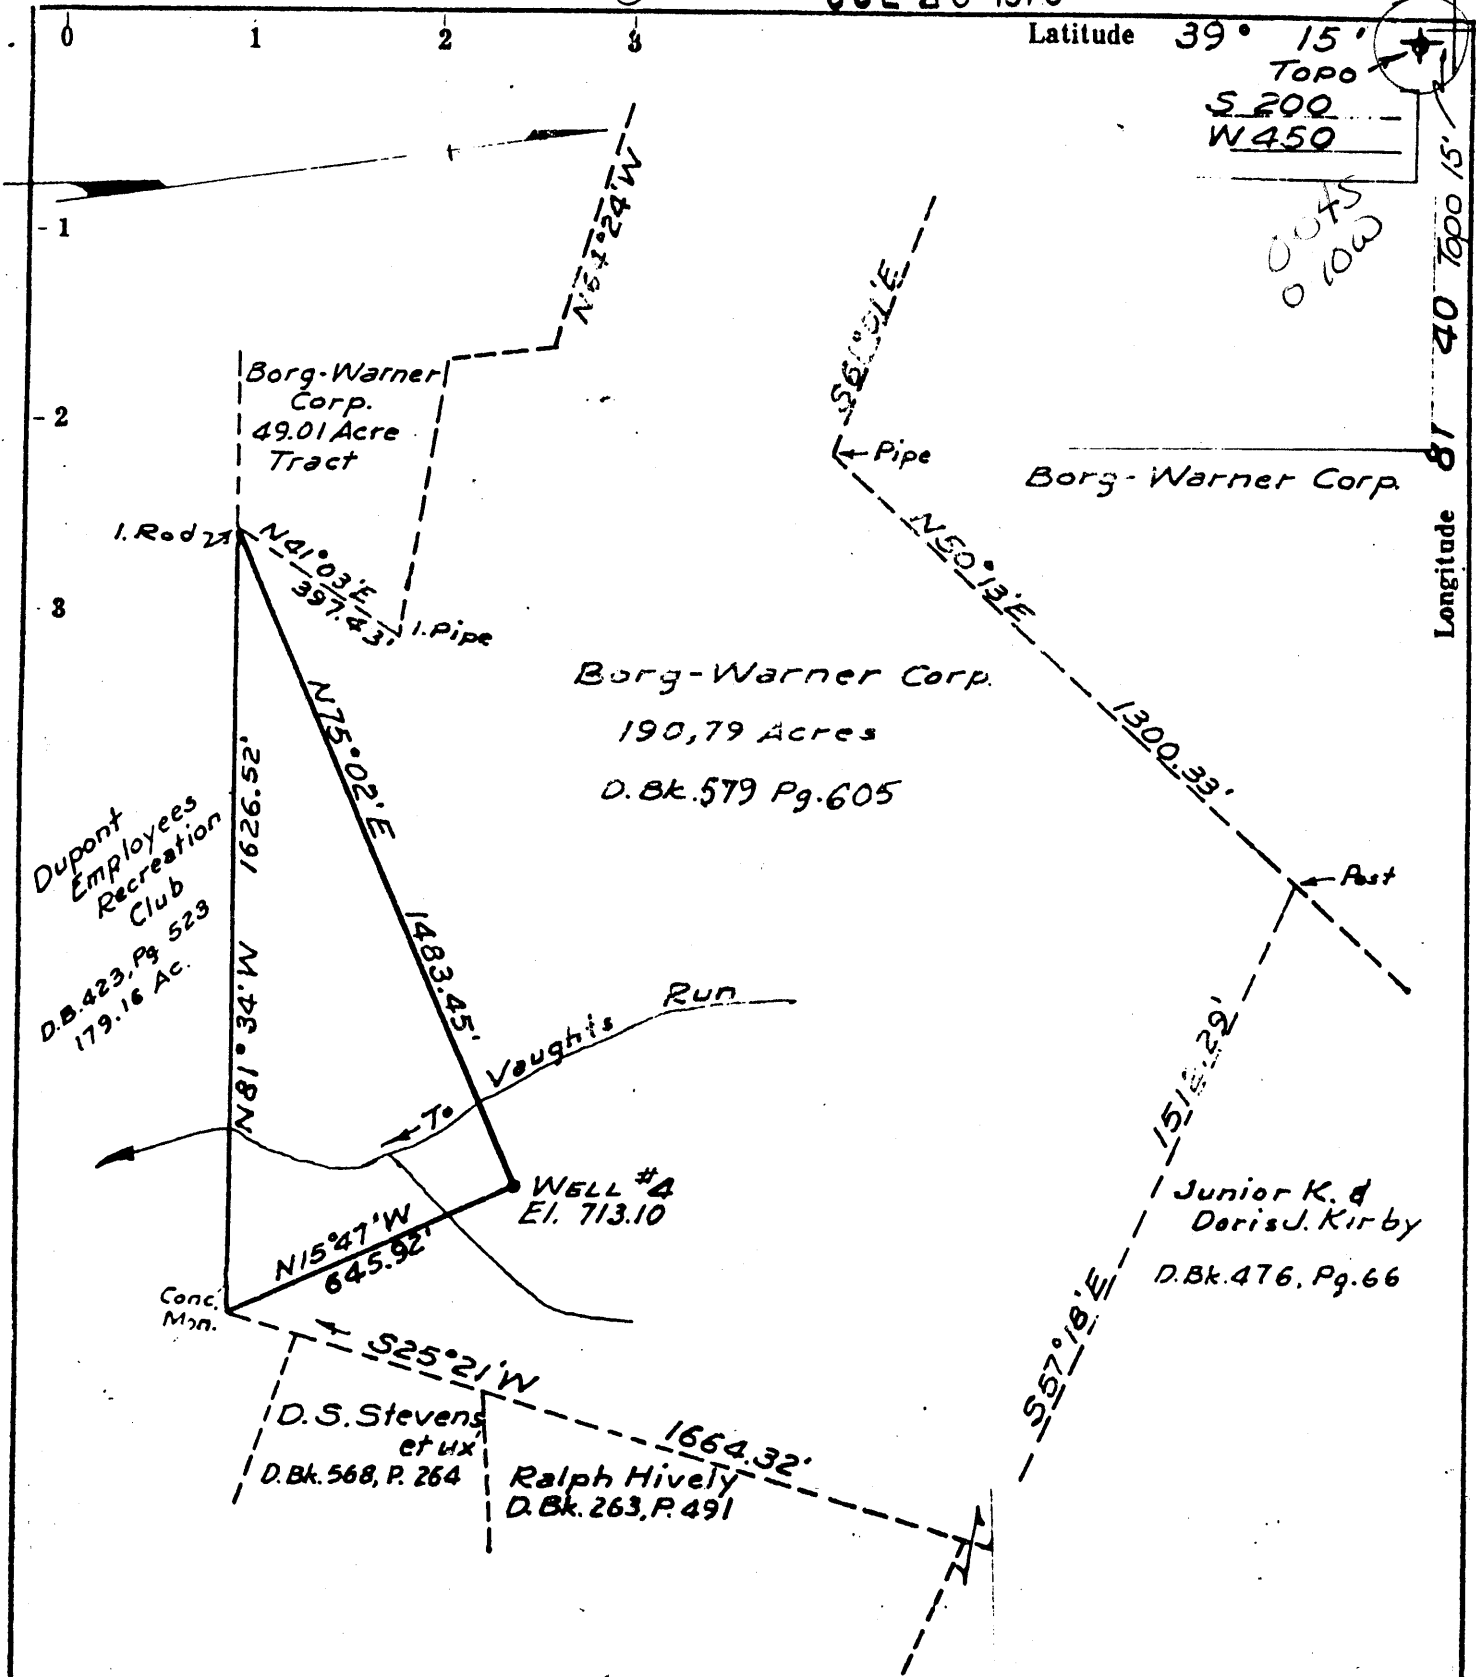 0 1 2 3
Latitude 39° 15'
Topo
S 200
W 450
0045
0 10W
Topo 15'
Longitude 81 40
- 1
- 2
3
N64°24'W
S61°01'E
Borg-Warner
Corp.
49.01 Acre
Tract
Pipe
Borg-Warner Corp.
I. Rod
N41°03'E
397.43'
I. Pipe
N50°13'E
1300.33'
Borg-Warner Corp.
190,79 Acres
D. Bk. 579 Pg. 605
N75°02'E
1483.45'
N81°34'W 1626.52'
Dupont
Employees
Recreation
Club
D.B. 423, Pg 523
179.16 Ac.
Post
To Vaughts Run
WELL #4
El. 713.10
N15°47'W
645.92'
Conc.
Mon.
S25°21'W
1664.32'
S57°18'E
Junior K. &
Doris J. Kirby
D. Bk. 476, Pg. 66
D. S. Stevens
et ux
D. Bk. 568, P. 264
Ralph Hively
D. Bk. 263, P. 491